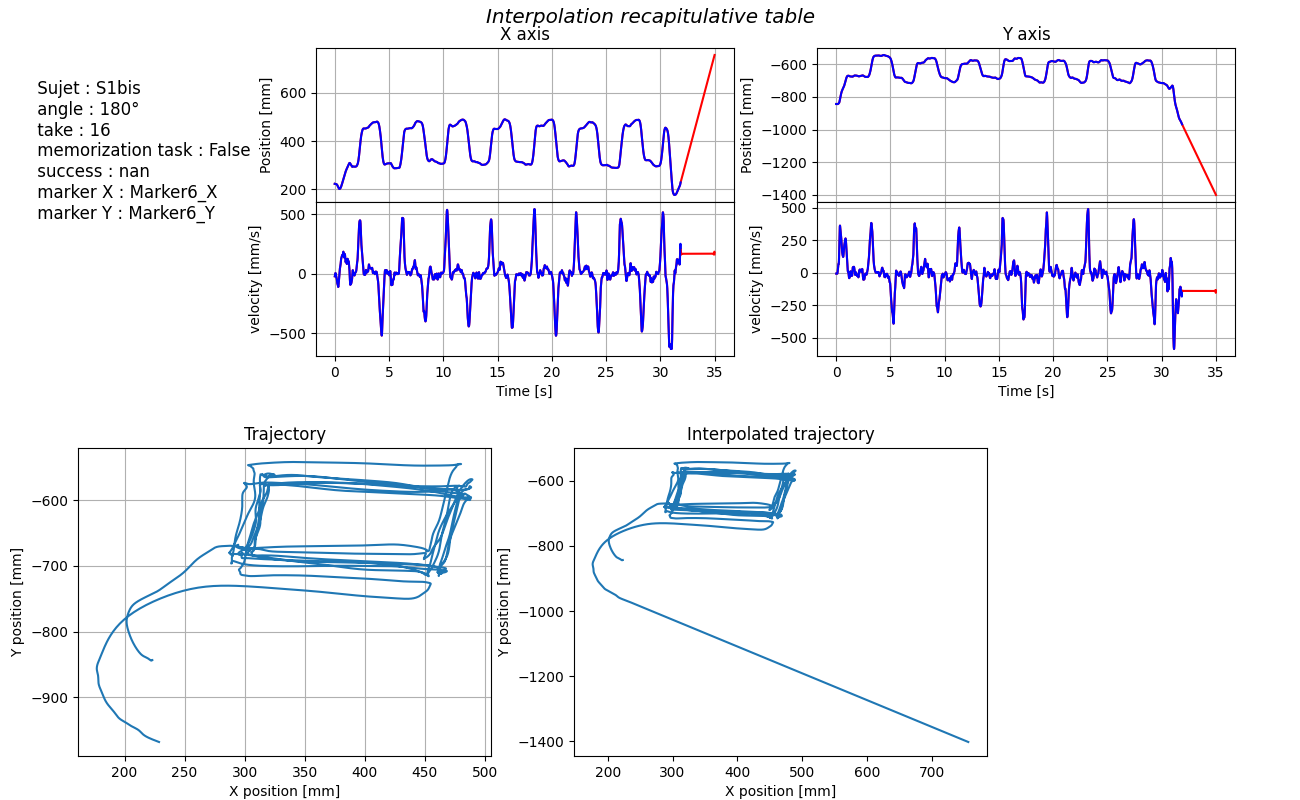 Interpolation recapitulative table
Sujet : S1bis
angle : 180°
take : 16
memorization task : False
success : nan
marker X : Marker6_X
marker Y : Marker6_Y
X axis
Position [mm]
600
400
200
velocity [mm/s]
500
0
−500
0 5 10 15 20 25 30 35
Time [s]
Y axis
Position [mm]
−600
−800
−1000
−1200
−1400
velocity [mm/s]
500
250
0
−250
−500
0 5 10 15 20 25 30 35
Time [s]
Trajectory
Y position [mm]
−600
−700
−800
−900
200 250 300 350 400 450 500
X position [mm]
Interpolated trajectory
Y position [mm]
−600
−800
−1000
−1200
−1400
200 300 400 500 600 700
X position [mm]